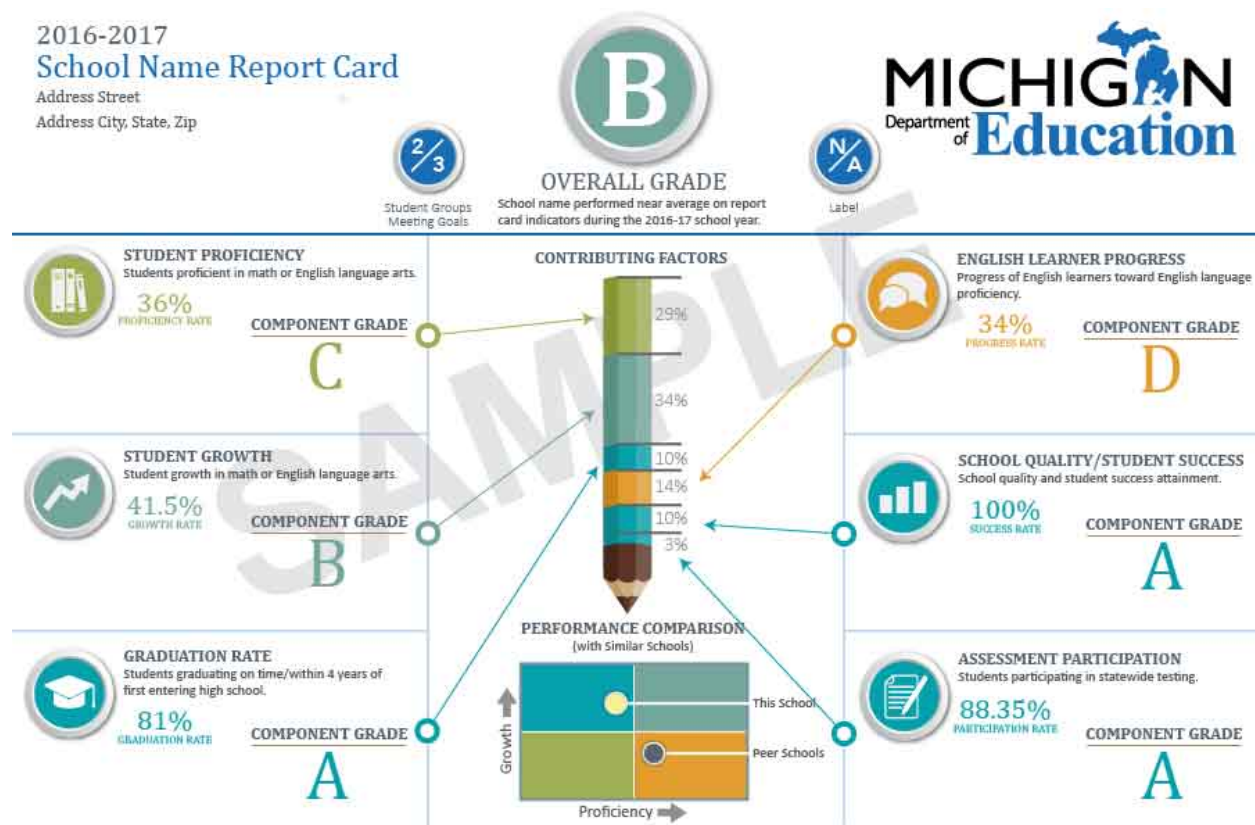 2016-2017
School Name Report Card
Address Street
Address City, State, Zip
2/3
Student Groups
Meeting Goals
B
OVERALL GRADE
School name performed near average on report
card indicators during the 2016-17 school year.
N/A
Label
MICHIGAN
Department
of
Education
STUDENT PROFICIENCY
Students proficient in math or English language arts.
36%
PROFICIENCY RATE
COMPONENT GRADE
C
STUDENT GROWTH
Student growth in math or English language arts.
41.5%
GROWTH RATE
COMPONENT GRADE
B
GRADUATION RATE
Students graduating on time/within 4 years of
first entering high school.
81%
GRADUATION RATE
COMPONENT GRADE
A
CONTRIBUTING FACTORS
29%
34%
10%
14%
10%
3%
PERFORMANCE COMPARISON
(with Similar Schools)
Growth
This School
Peer Schools
Proficiency
ENGLISH LEARNER PROGRESS
Progress of English learners toward English language
proficiency.
34%
PROGRESS RATE
COMPONENT GRADE
D
SCHOOL QUALITY/STUDENT SUCCESS
School quality and student success attainment.
100%
SUCCESS RATE
COMPONENT GRADE
A
ASSESSMENT PARTICIPATION
Students participating in statewide testing.
88.35%
PARTICIPATION RATE
COMPONENT GRADE
A
SAMPLE